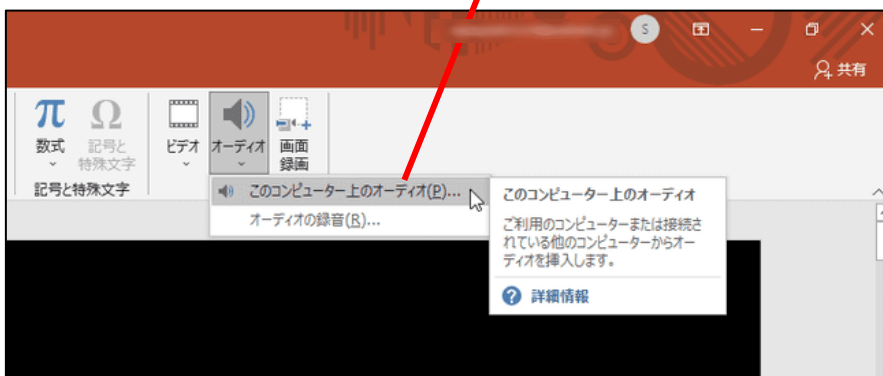 S
共有
数式
記号と
特殊文字
ビデオ
オーディオ
画面
録画
記号と特殊文字
このコンピューター上のオーディオ(P)...
オーディオの録音(R)...
このコンピューター上のオーディオ
ご利用のコンピューターまたは接続さ
れている他のコンピューターからオー
ディオを挿入します。
詳細情報